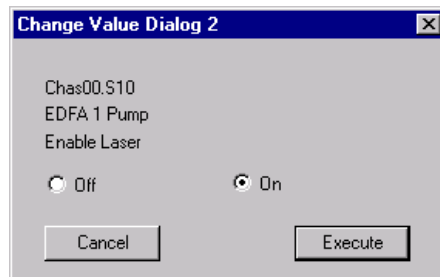 Change Value Dialog 2
Chas00.S10
EDFA 1 Pump
Enable Laser
Off On
Cancel Execute